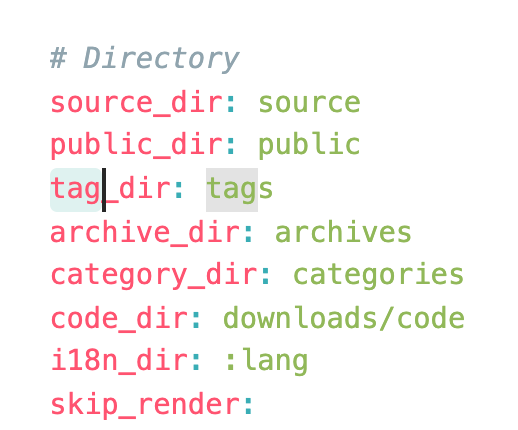 # Directory
source_dir: source
public_dir: public
tag_dir: tags
archive_dir: archives
category_dir: categories
code_dir: downloads/code
i18n_dir: :lang
skip_render: